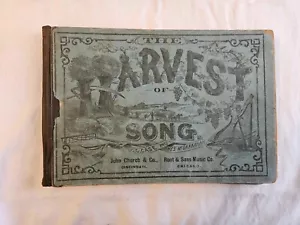 THE
HARVEST
OF
SONG
John Church & Co., Root & Sons Music Co.
CINCINNATI. CHICAGO.